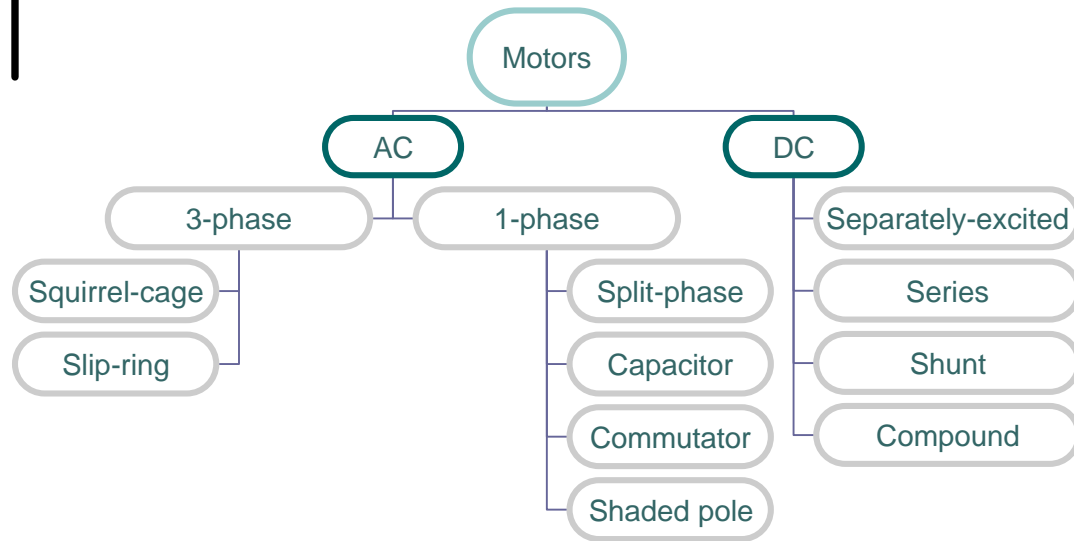 Motors
AC
DC
3-phase
1-phase
Separately-excited
Squirrel-cage
Split-phase
Series
Slip-ring
Capacitor
Shunt
Commutator
Compound
Shaded pole